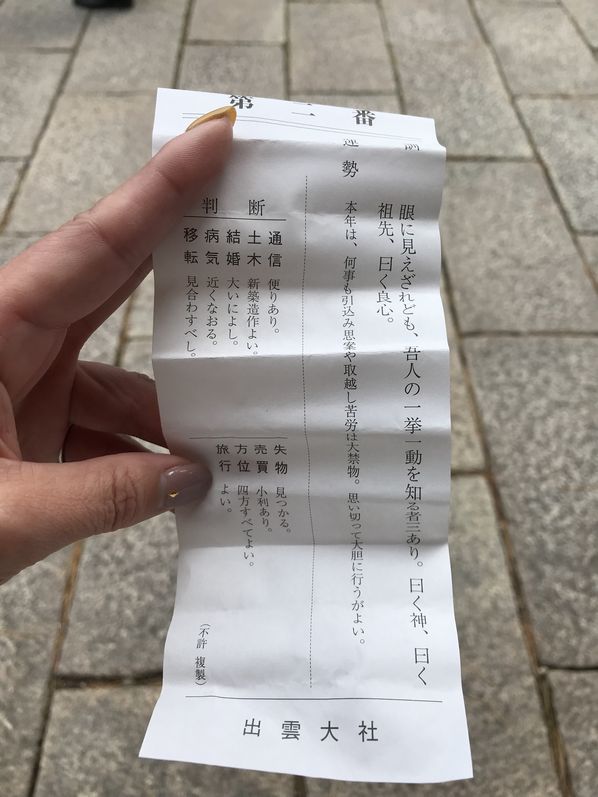 第二番
訓
眼に見えざれども、吾人の一挙一動を知る者三あり。曰く神、曰く
祖先、曰く良心。
運勢
本年は、何事も引込み思案や取越し苦労は大禁物。思い切って大胆に行うがよい。
判断
通信 便りあり。
土木 新築造作よい。
結婚 大いによし。
病気 近くなおる。
移転 見合わすべし。
失物 見つかる。
売買 小利あり。
方位 四方すべてよい。
旅行 よい。
(不許複製)
出雲大社